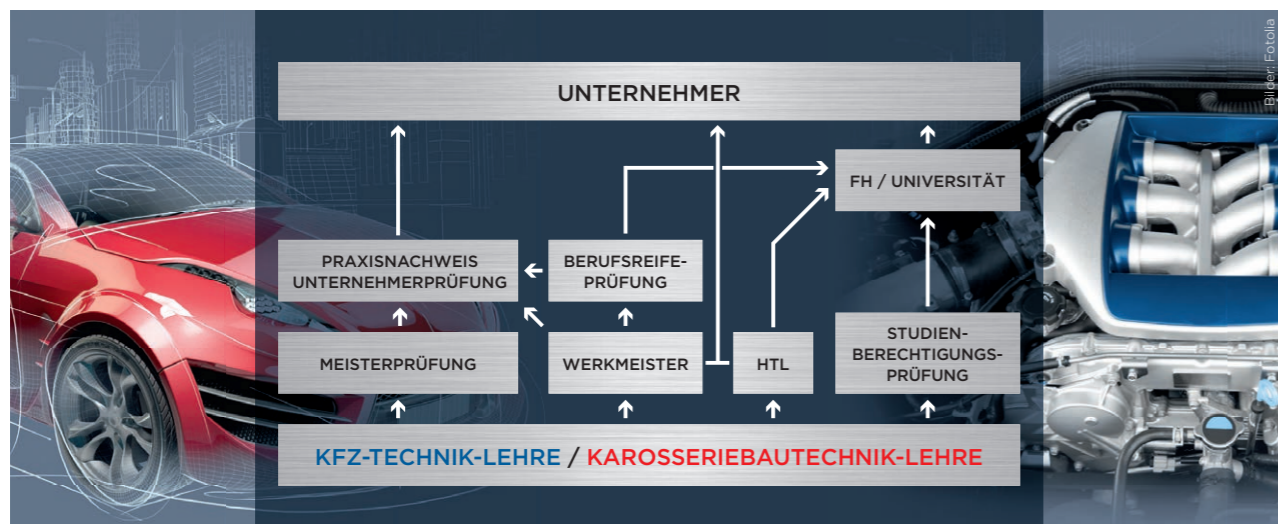 Bilder: Fotolia
UNTERNEHMER
FH / UNIVERSITÄT
PRAXISNACHWEIS
UNTERNEHMERPRÜFUNG
BERUFSREIFE-
PRÜFUNG
MEISTERPRÜFUNG
WERKMEISTER
HTL
STUDIEN-
BERECHTIGUNGS-
PRÜFUNG
KFZ-TECHNIK-LEHRE / KAROSSERIEBAUTECHNIK-LEHRE